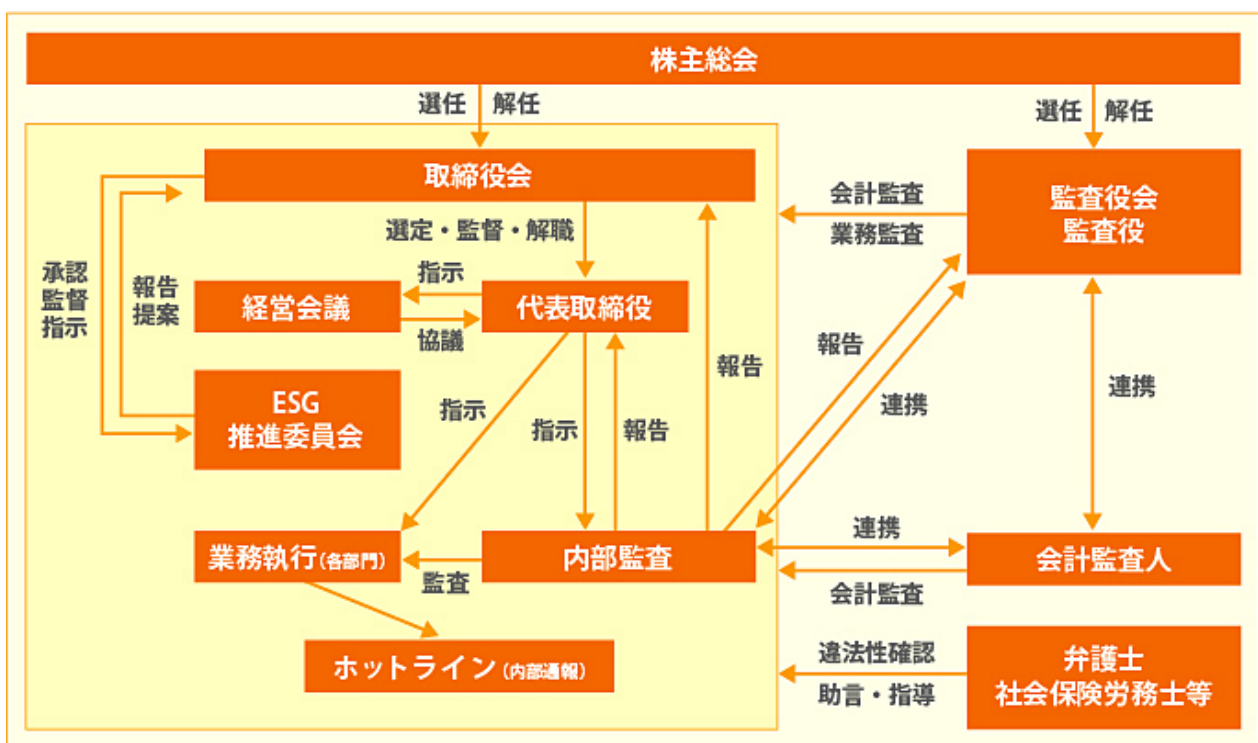 株主総会
選任 解任
選任 解任
取締役会
監査役会
監査役
会計監査
業務監査
選定・監督・解職
承認
監督
指示
報告
提案
指示
経営会議
代表取締役
協議
報告
報告
連携
連携
ESG
推進委員会
指示
指示
報告
業務執行(各部門)
監査
内部監査
連携
会計監査人
会計監査
ホットライン(内部通報)
違法性確認
助言・指導
弁護士
社会保険労務士等